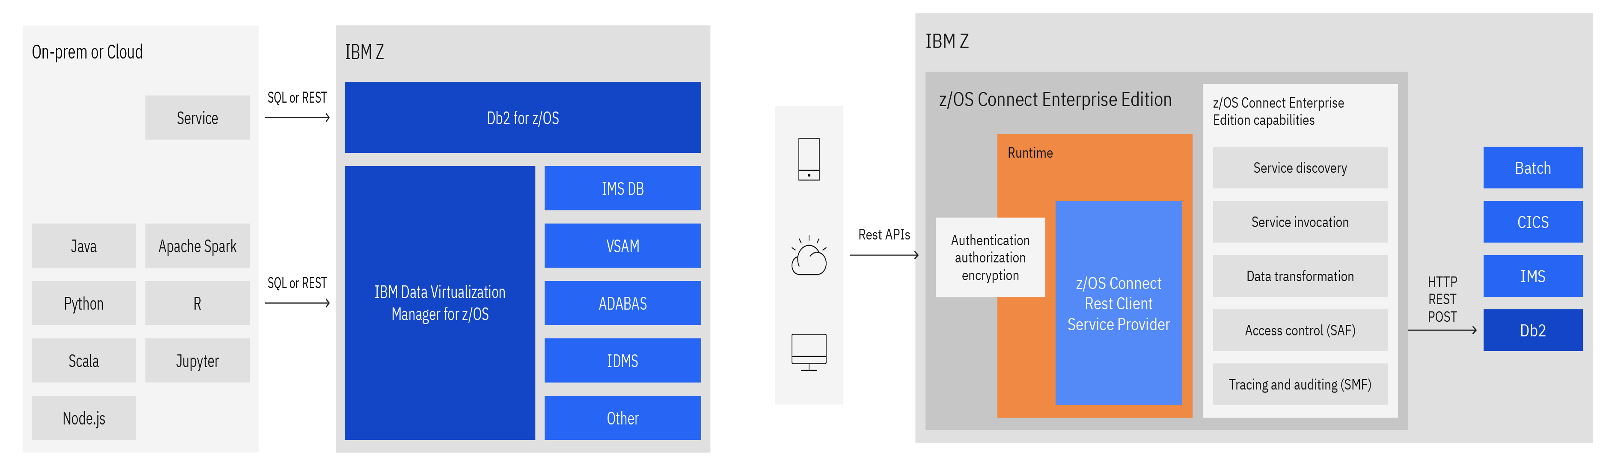 On-prem or Cloud
Service
Java
Apache Spark
Python
R
Scala
Jupyter
Node.js
SQL or REST
SQL or REST
IBM Z
Db2 for z/OS
IBM Data Virtualization
Manager for z/OS
IMS DB
VSAM
ADABAS
IDMS
Other
Rest APIs
IBM Z
z/OS Connect Enterprise Edition
Runtime
Authentication
authorization
encryption
z/OS Connect
Rest Client
Service Provider
z/OS Connect Enterprise
Edition capabilities
Service discovery
Service invocation
Data transformation
Access control (SAF)
Tracing and auditing (SMF)
HTTP
REST
POST
Batch
CICS
IMS
Db2